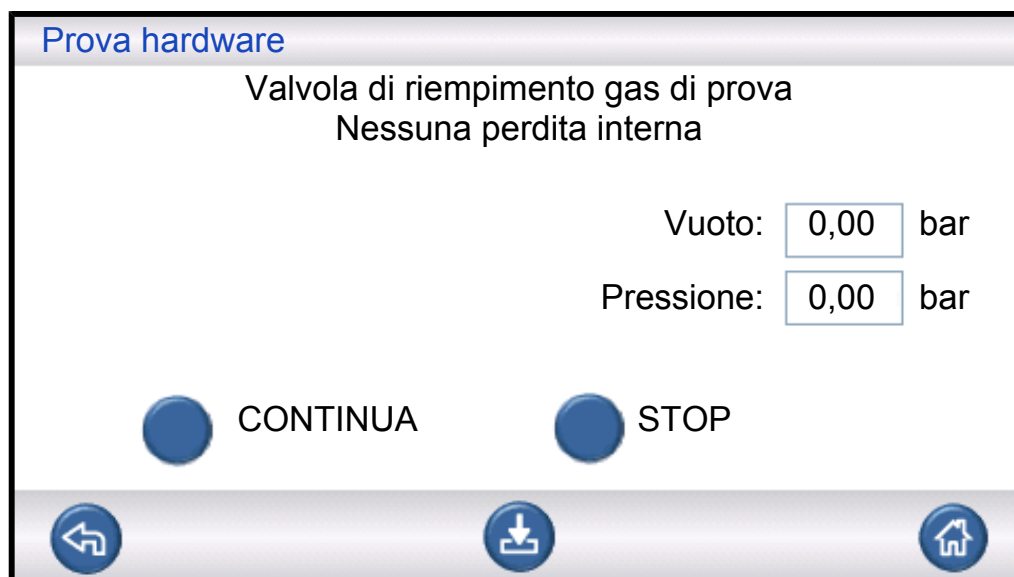 Prova hardware
Valvola di riempimento gas di prova
Nessuna perdita interna
Vuoto: 0,00 bar
Pressione: 0,00 bar
CONTINUA STOP